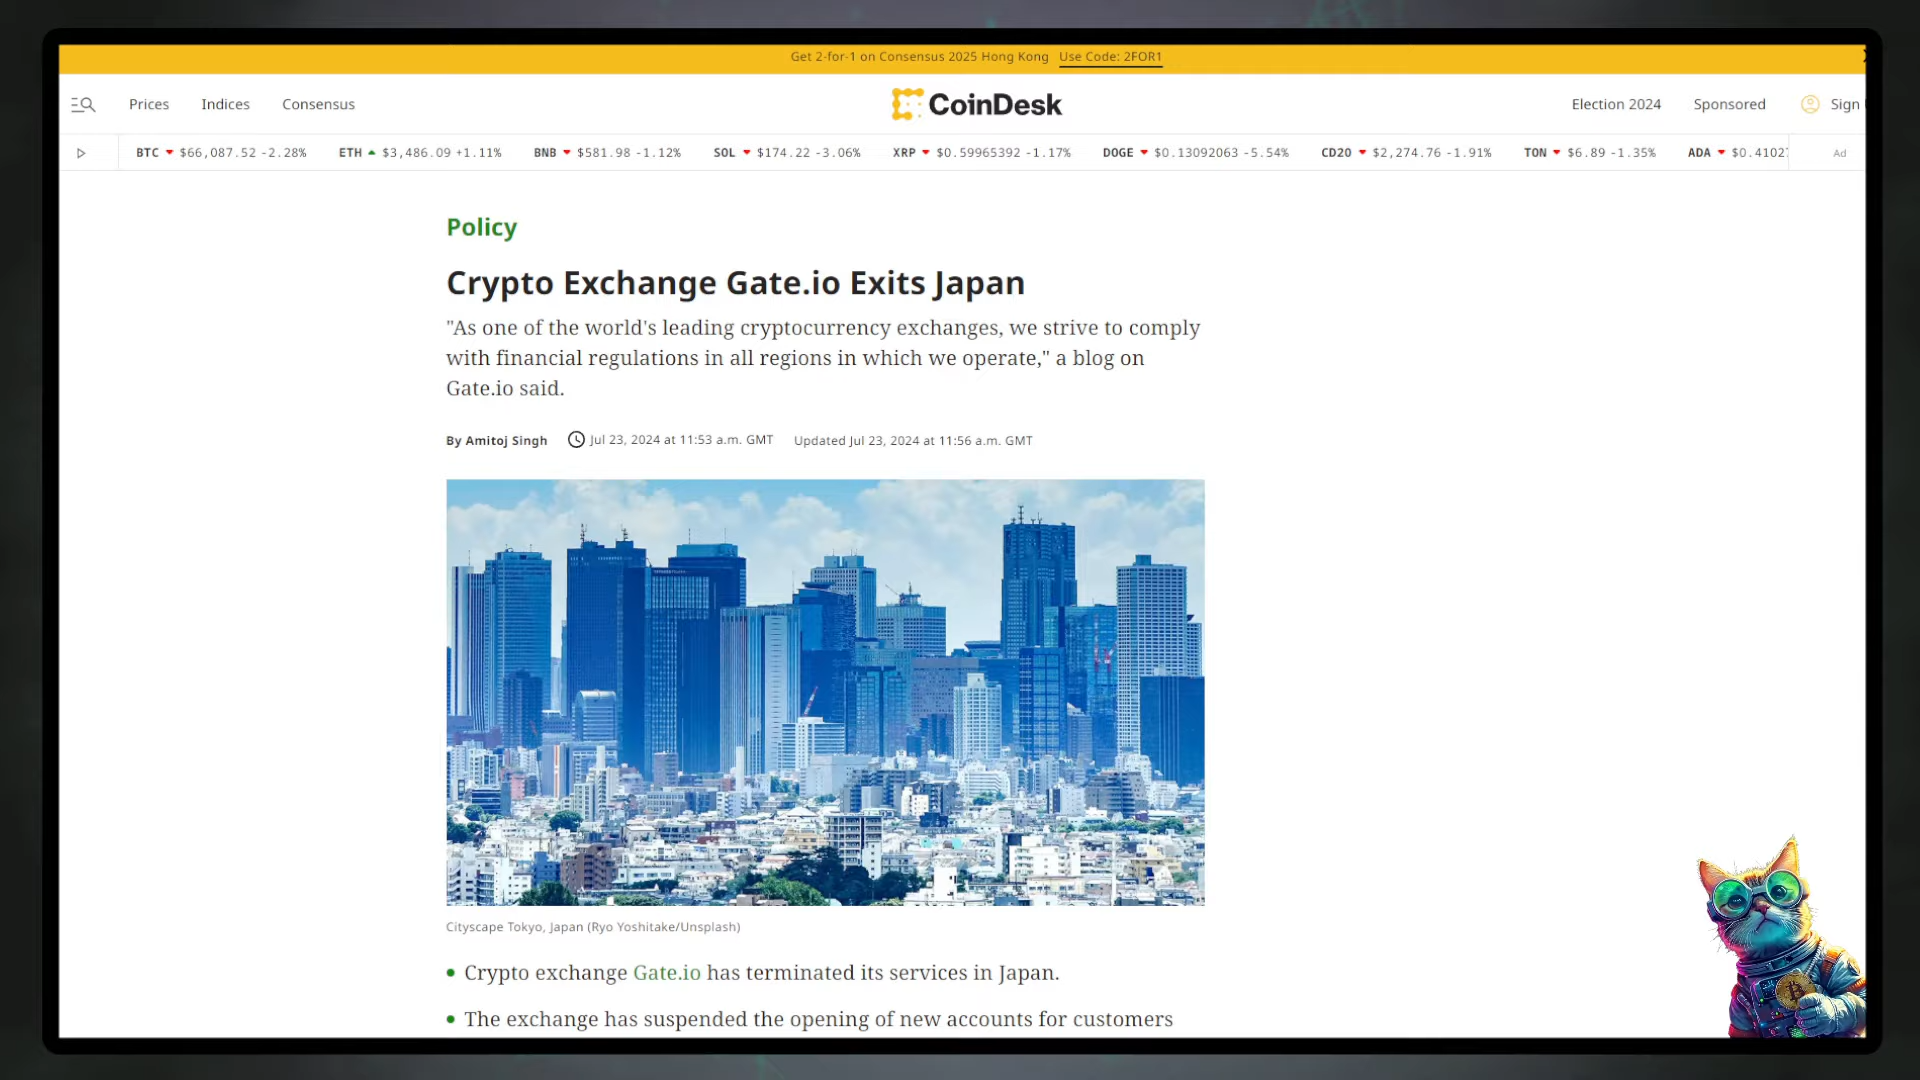 Get 2-for-1 on Consensus 2025 Hong Kong Use Code: 2FOR1
Prices Indices Consensus CoinDesk Election 2024 Sponsored Sign
BTC $66,087.52 -2.28% ETH $3,486.09 +1.11% BNB $581.98 -1.12% SOL $174.22 -3.06% XRP $0.59965392 -1.17% DOGE $0.13092063 -5.54% CD20 $2,274.76 -1.91% TON $6.89 -1.35% ADA $0.4102 Ad
Policy
Crypto Exchange Gate.io Exits Japan
"As one of the world's leading cryptocurrency exchanges, we strive to comply
with financial regulations in all regions in which we operate," a blog on
Gate.io said.
By Amitoj Singh Jul 23, 2024 at 11:53 a.m. GMT Updated Jul 23, 2024 at 11:56 a.m. GMT
Cityscape Tokyo, Japan (Ryo Yoshitake/Unsplash)
• Crypto exchange Gate.io has terminated its services in Japan.
• The exchange has suspended the opening of new accounts for customers